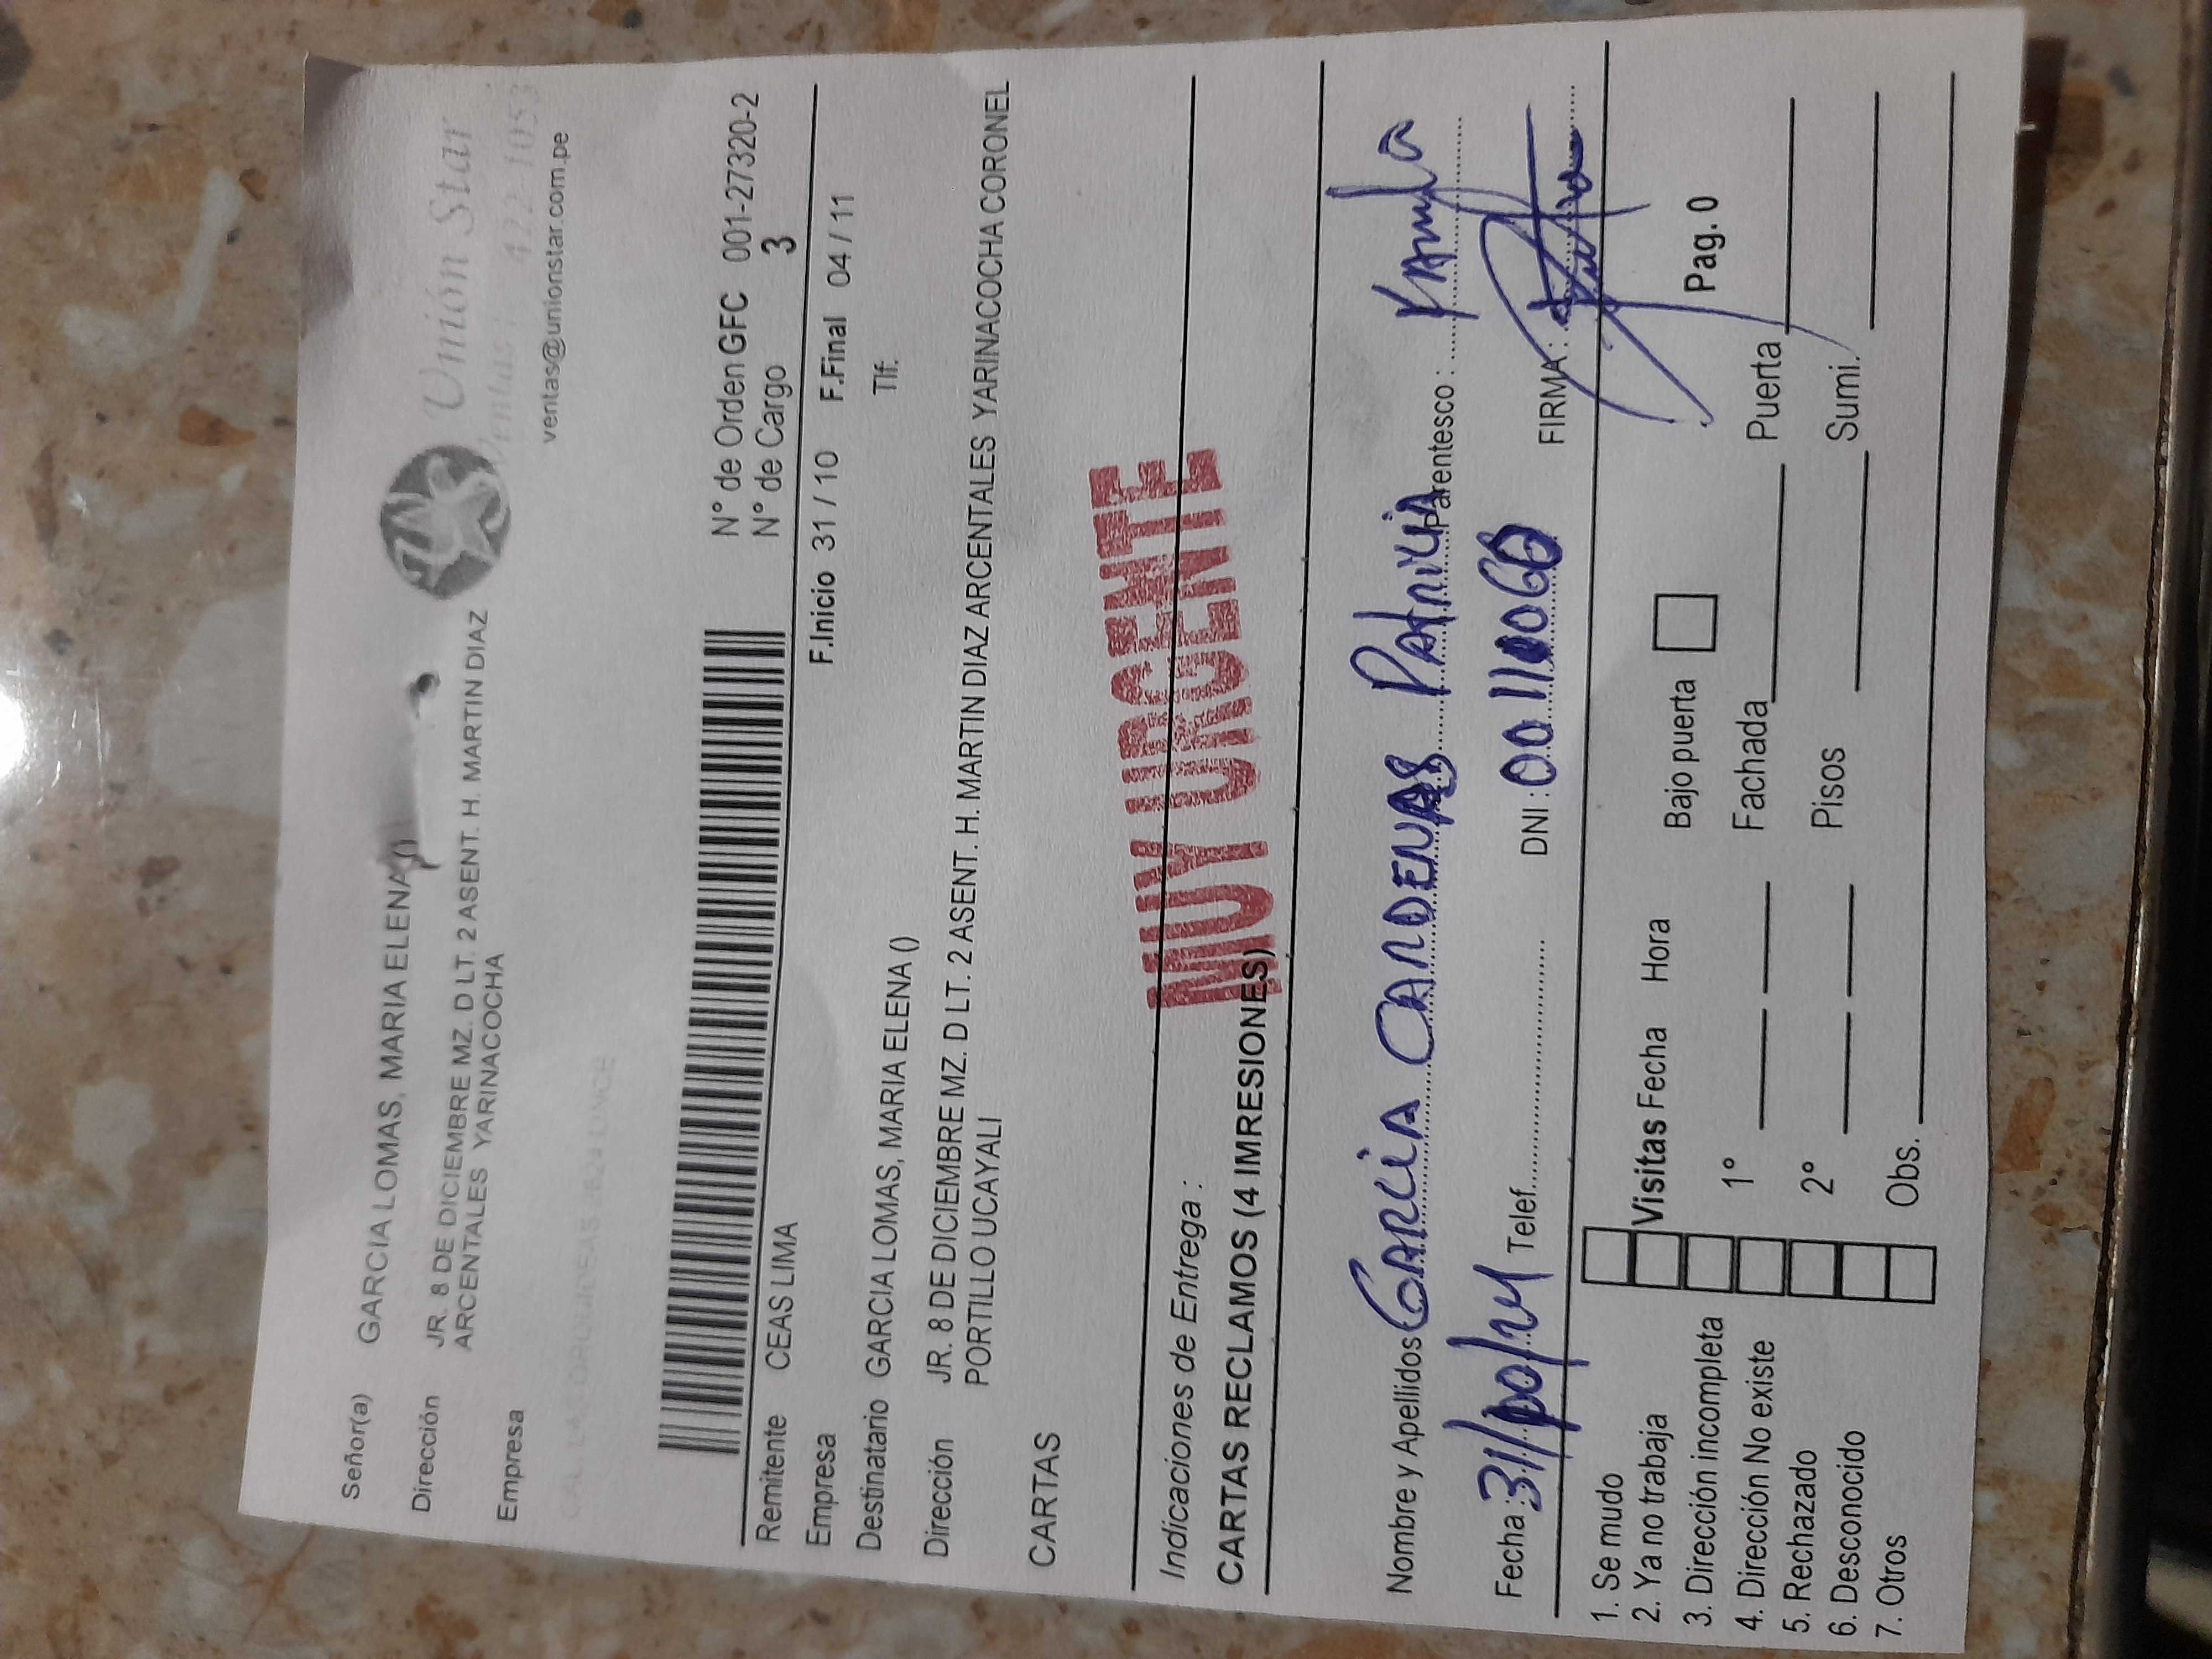 Señor(a) GARCIA LOMAS, MARIA ELENA ()
Dirección JR. 8 DE DICIEMBRE MZ. D LT. 2 ASENT. H. MARTIN DIAZ
ARCENTALES YARINACOCHA
Empresa
Unión Star
422-1053
ventas@unionstar.com.pe
N° de Orden GFC 001-27320-2
N° de Cargo 3
Remitente CEAS LIMA
F.Inicio 31 / 10 F.Final 04 / 11
Empresa
Destinatario GARCIA LOMAS, MARIA ELENA () Tlf.
Dirección JR. 8 DE DICIEMBRE MZ. D LT. 2 ASENT. H. MARTIN DIAZ ARCENTALES YARINACOCHA CORONEL
PORTILLO UCAYALI
CARTAS
MUY URGENTE
Indicaciones de Entrega :
CARTAS RECLAMOS (4 IMRESIONES)
Nombre y Apellidos GARCIA CARDENAS Patricia Parentesco :
Fecha : 31/10/24 Telef. DNI : 00110060 FIRMA :
1. Se mudo
2. Ya no trabaja
3. Dirección incompleta
4. Dirección No existe
5. Rechazado
6. Desconocido
7. Otros
Visitas Fecha Hora Bajo puerta Pag. 0
1° Fachada Puerta
2° Pisos Sumi.
Obs.